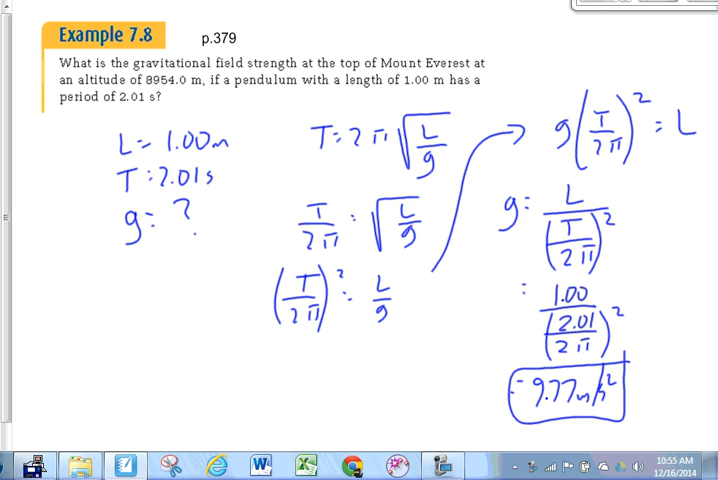 Example 7.8
p.379
What is the gravitational field strength at the top of Mount Everest at
an altitude of 8954.0 m, if a pendulum with a length of 1.00 m has a
period of 2.01 s?
L = 1.00m
T = 2.01s
g = ?
T = 2π√(L/g)
T/2π = √(L/g)
(T/2π)² = L/g
g(T/2π)² = L
g = L/(T/2π)²
= 1.00/(2.01/2π)²
= 9.77m/s²
10:55 AM
12/16/2014